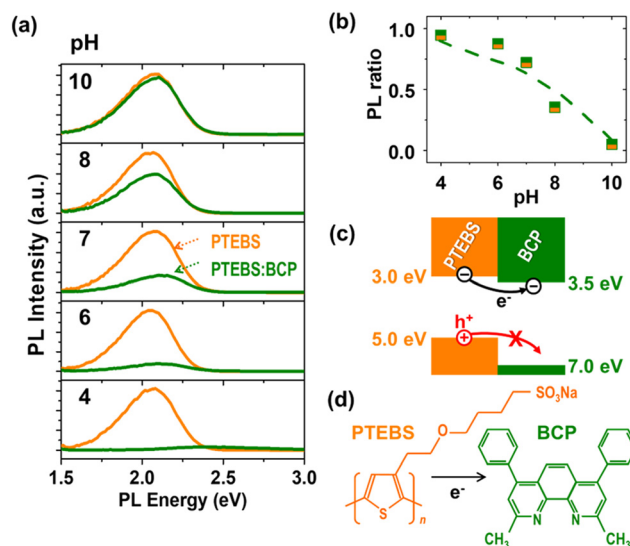 (a)
pH
10
8
7
PTEBS
PTEBS:BCP
6
4
PL Intensity (a.u.)
1.5 2.0 2.5 3.0
PL Energy (eV)
(b)
1.0
0.5
0.0
PL ratio
4 6 8 10
pH
(c)
PTEBS
BCP
3.0 eV
3.5 eV
e-
h+
X
5.0 eV
7.0 eV
(d)
SO₃Na
PTEBS
BCP
O
S
n
e-
N N
CH₃ CH₃